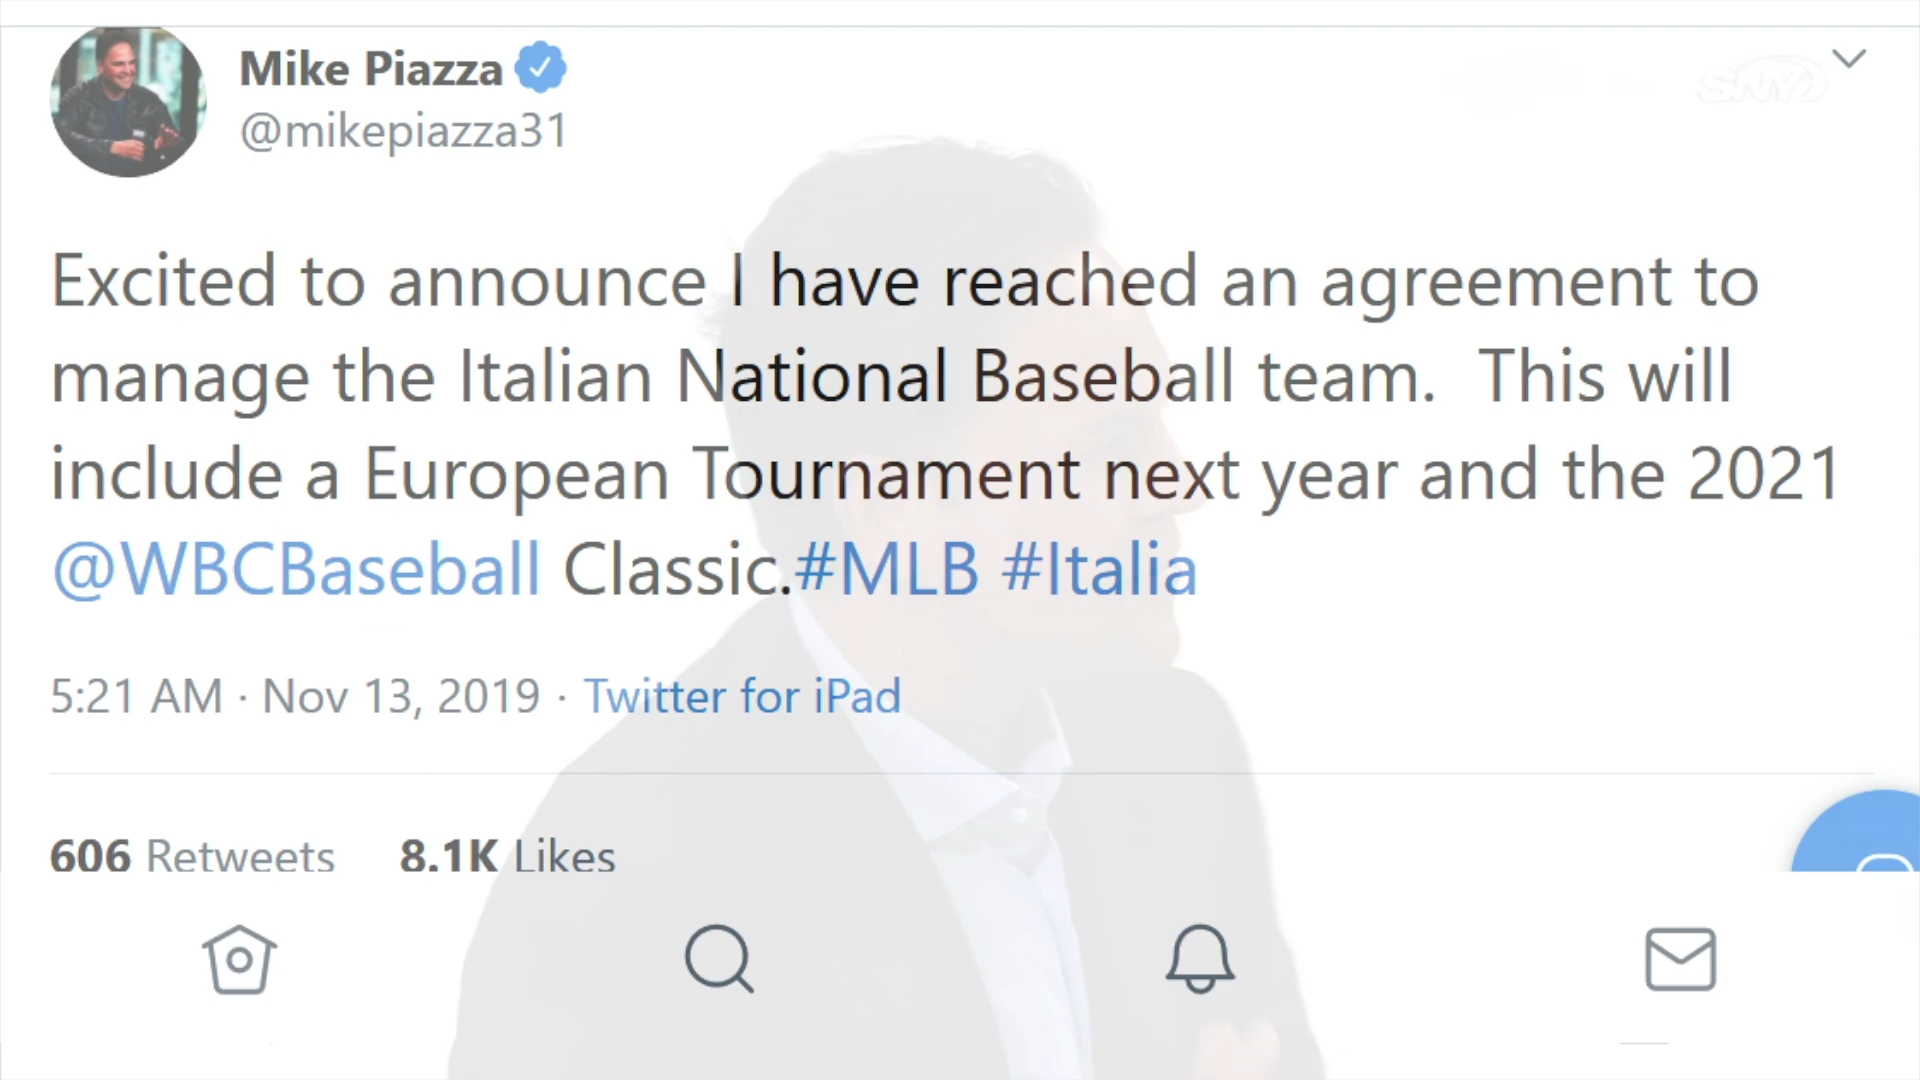 Mike Piazza
SNY
@mikepiazza31
Excited to announce I have reached an agreement to
manage the Italian National Baseball team.  This will
include a European Tournament next year and the 2021
@WBCBaseball Classic.#MLB #Italia
5:21 AM · Nov 13, 2019 · Twitter for iPad
606 Retweets 8.1K Likes